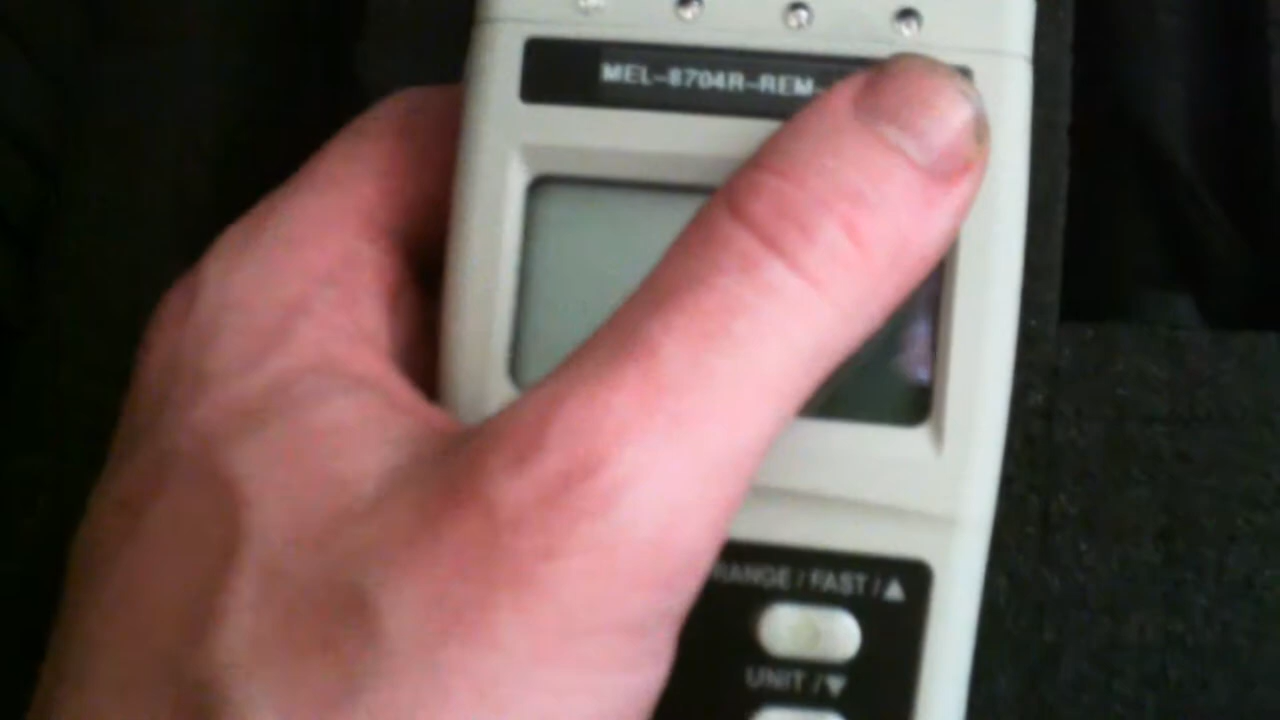 MEL-8704R-REM-
RANGE / FAST / ▲
UNIT / ▼